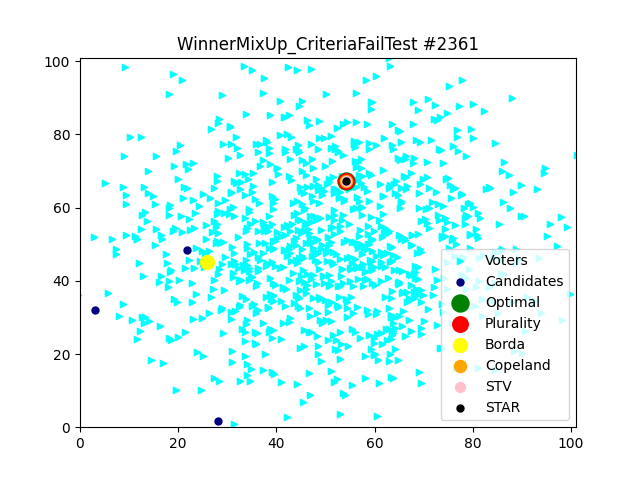 WinnerMixUp_CriteriaFailTest #2361
100
80
60
40
20
0
0
20
40
60
80
100
Voters
Candidates
Optimal
Plurality
Borda
Copeland
STV
STAR